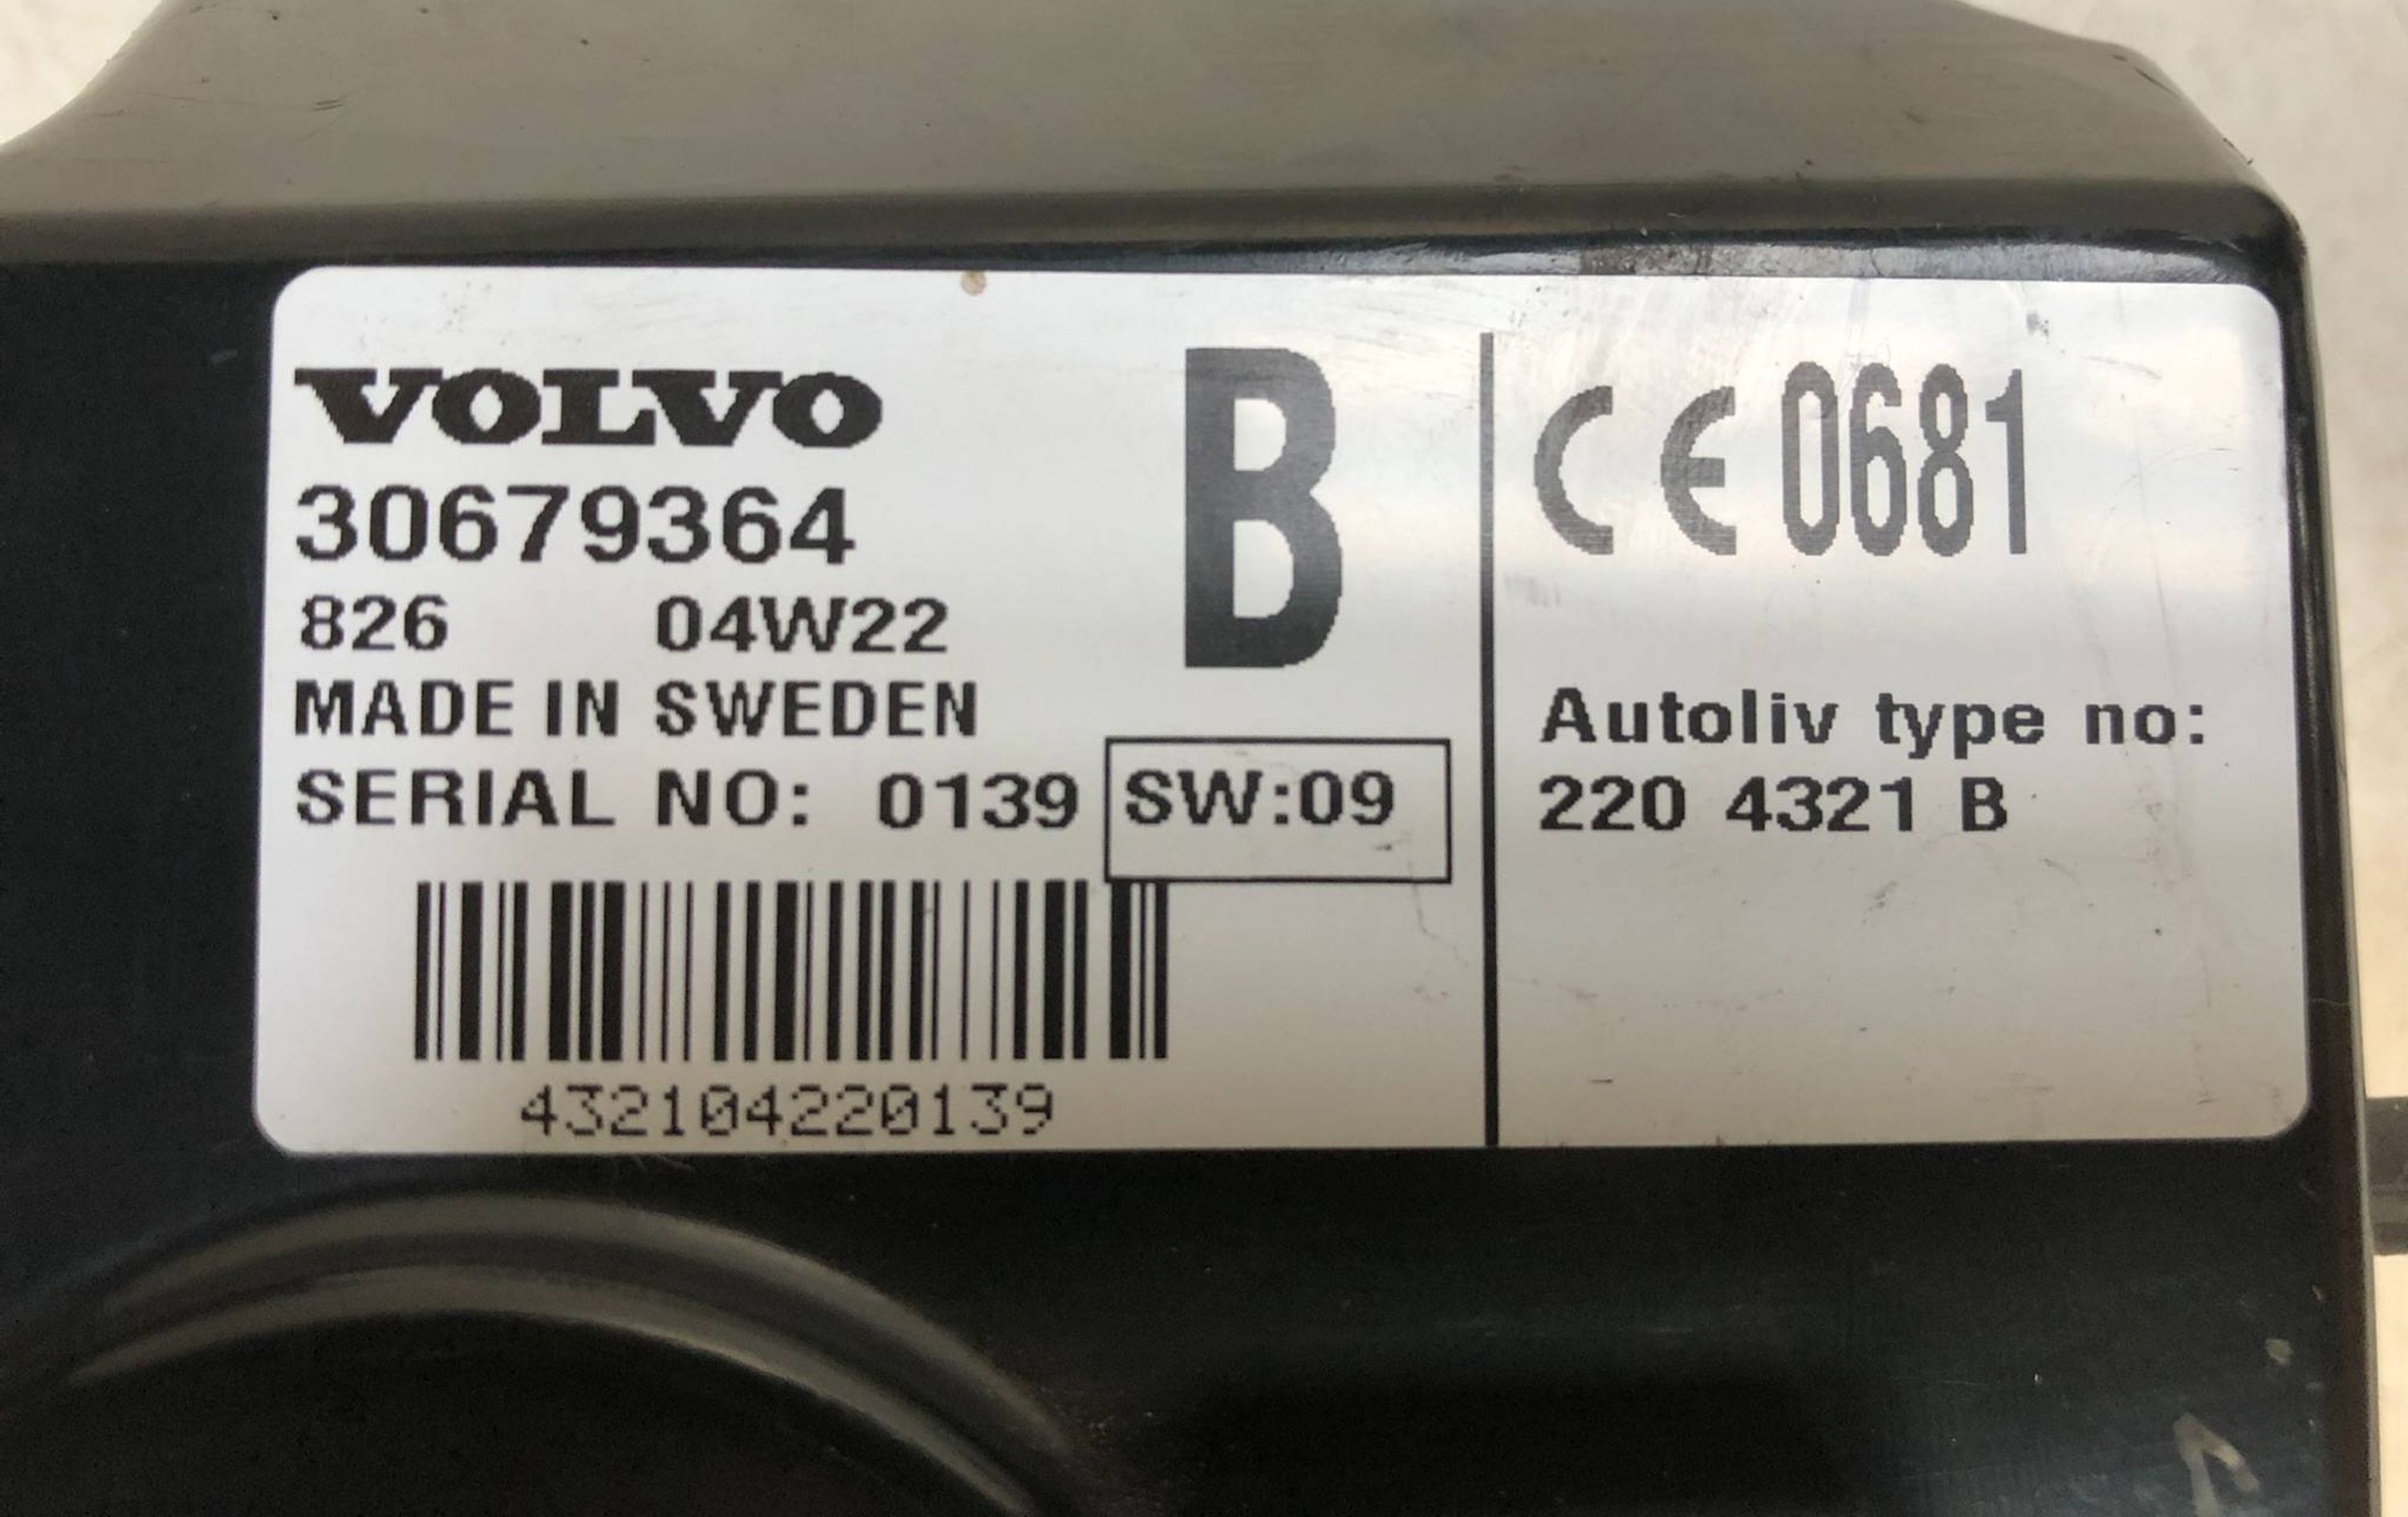 VOLVO
30679364
826 04W22
MADE IN SWEDEN
SERIAL NO: 0139
SW:09
432104220139
B
CE 0681
Autoliv type no:
220 4321 B